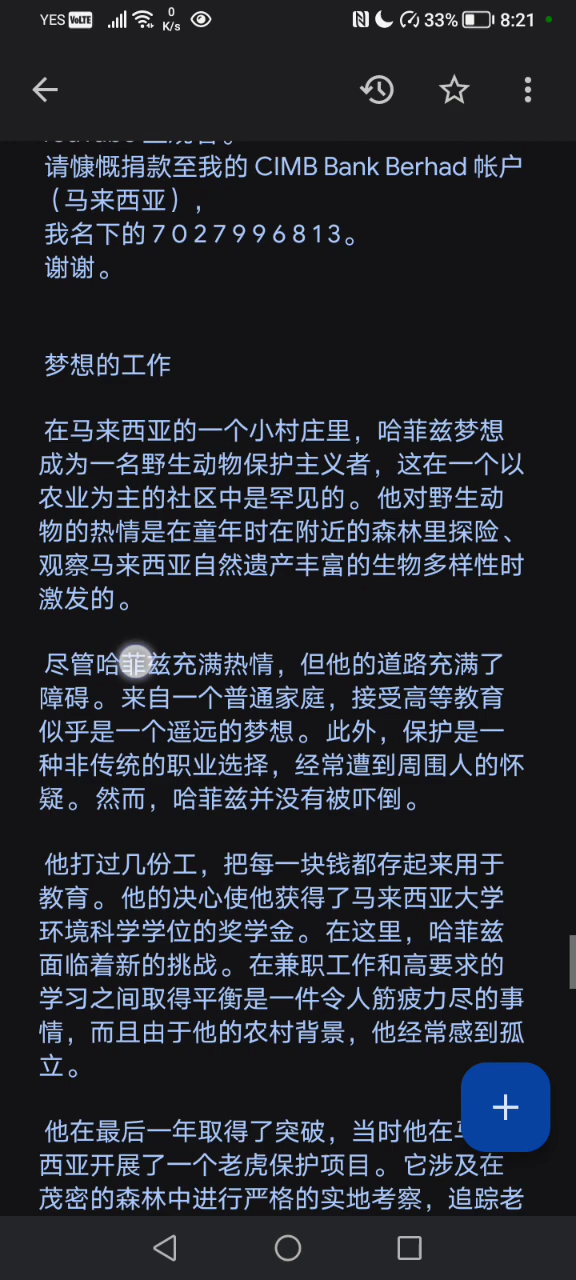 YES VoLTE 0 K/s 33% 8:21
请慷慨捐款至我的 CIMB Bank Berhad 帐户
（马来西亚），
我名下的 7 0 2 7 9 9 6 8 1 3。
谢谢。
梦想的工作
在马来西亚的一个小村庄里，哈菲兹梦想
成为一名野生动物保护主义者，这在一个以
农业为主的社区中是罕见的。 他对野生动
物的热情是在童年时在附近的森林里探险、
观察马来西亚自然遗产丰富的生物多样性时
激发的。
尽管哈菲兹充满热情，但他的道路充满了
障碍。 来自一个普通家庭，接受高等教育
似乎是一个遥远的梦想。 此外，保护是一
种非传统的职业选择，经常遭到周围人的怀
疑。 然而，哈菲兹并没有被吓倒。
他打过几份工，把每一块钱都存起来用于
教育。 他的决心使他获得了马来西亚大学
环境科学学位的奖学金。 在这里，哈菲兹
面临着新的挑战。 在兼职工作和高要求的
学习之间取得平衡是一件令人筋疲力尽的事
情，而且由于他的农村背景，他经常感到孤
立。
他在最后一年取得了突破，当时他在
西亚开展了一个老虎保护项目。 它涉及在
茂密的森林中进行严格的实地考察，追踪老